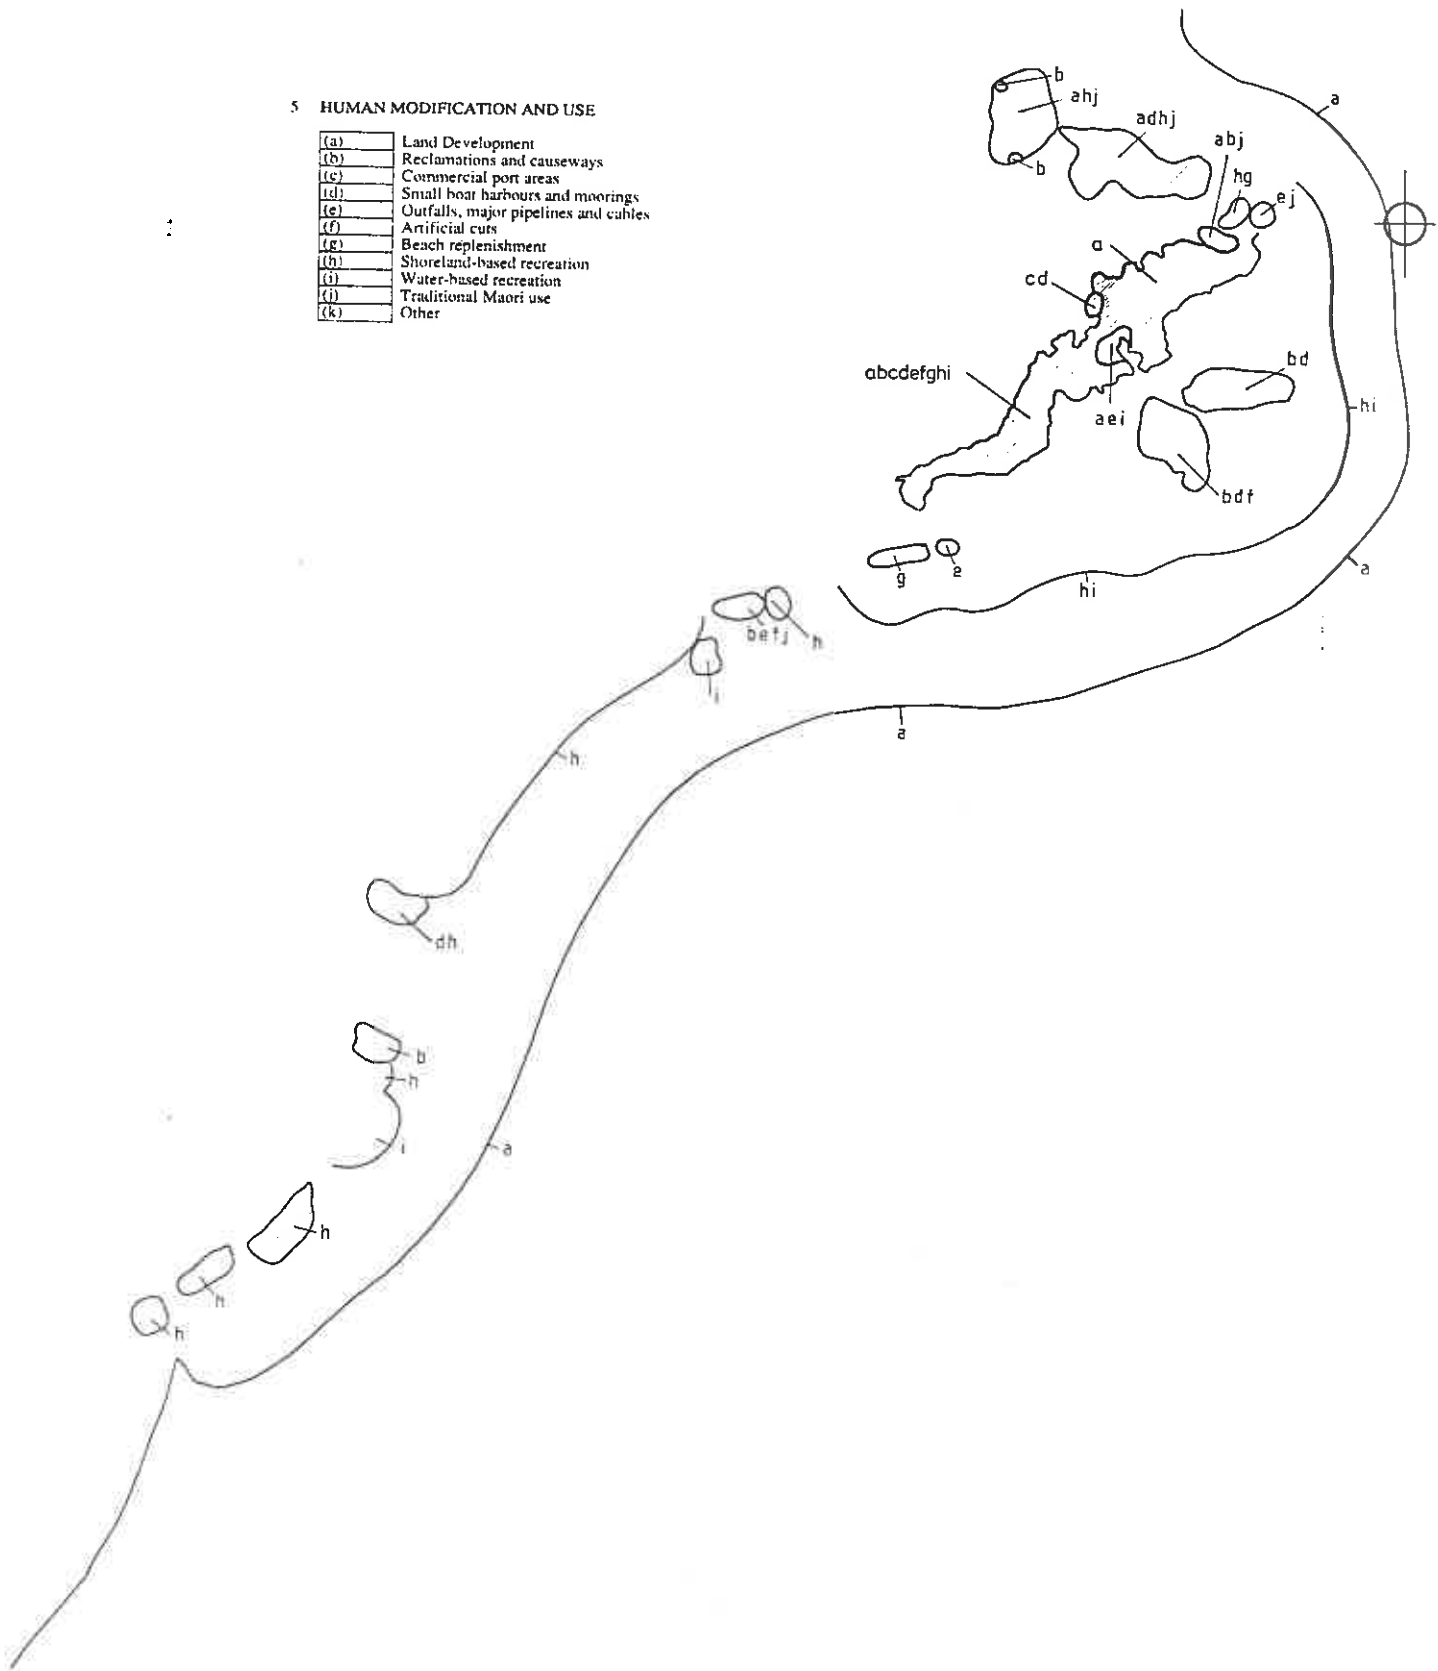 5 HUMAN MODIFICATION AND USE
(a) Land Development
(b) Reclamations and causeways
(c) Commercial port areas
(d) Small boat harbours and moorings
(e) Outfalls, major pipelines and cables
(f) Artificial cuts
(g) Beach replenishment
(h) Shoreland-based recreation
(i) Water-based recreation
(j) Traditional Maori use
(k) Other
b
ahj
a
adhj
abj
b
hg
ej
a
cd
bd
abcdefghi
hi
aei
bdf
g
e
a
hi
befj
h
i
a
h
dh
b
h
i
a
h
h
h